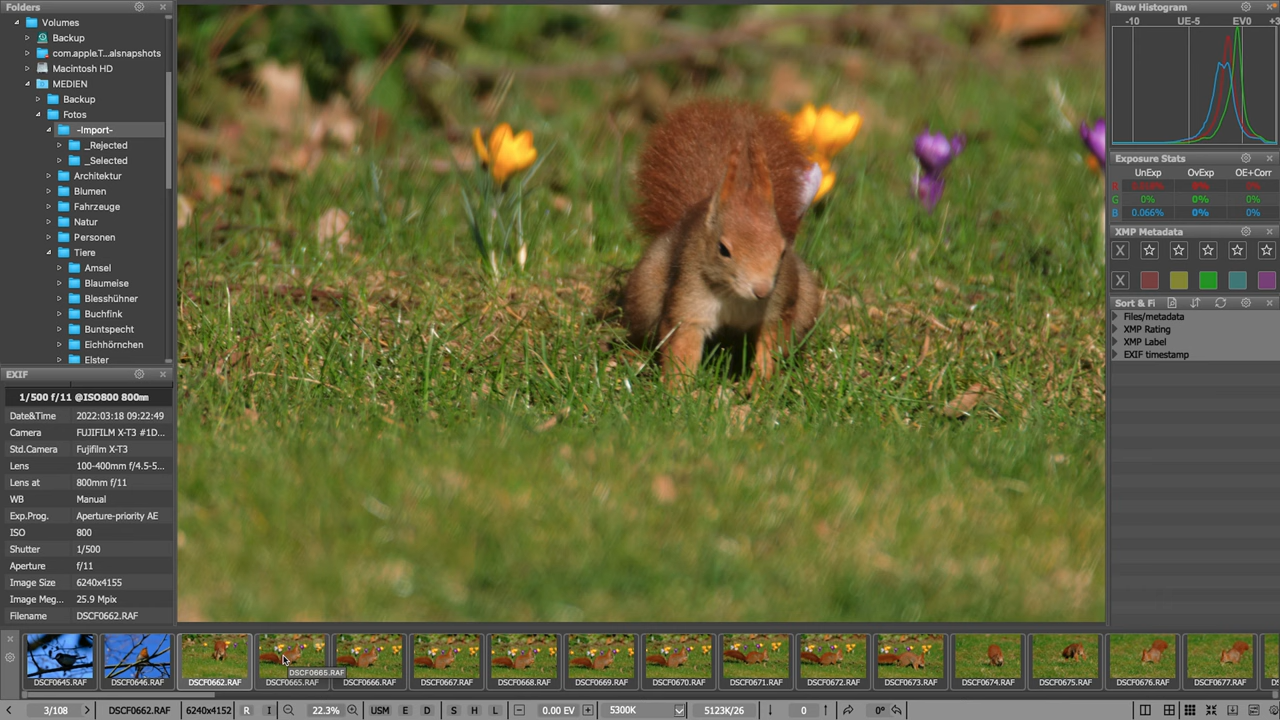 Folders
Volumes
Backup
com.apple.T...alsnapshots
Macintosh HD
MEDIEN
Backup
Fotos
-Import-
_Rejected
_Selected
Architektur
Blumen
Fahrzeuge
Natur
Personen
Tiere
Amsel
Blaumeise
Blesshühner
Buchfink
Buntspecht
Eichhörnchen
Elster
EXIF
1/500 f/11 @ISO800 800mm
Date&Time 2022:03:18 09:22:49
Camera FUJIFILM X-T3 #1D...
Std.Camera Fujifilm X-T3
Lens 100-400mm f/4.5-5...
Lens at 800mm f/11
WB Manual
Exp.Prog. Aperture-priority AE
ISO 800
Shutter 1/500
Aperture f/11
Image Size 6240x4155
Image Meg... 25.9 Mpix
Filename DSCF0662.RAF
Raw Histogram
-10 UE-5 EV0 +3
Exposure Stats
UnExp OvExp OE+Corr
R 0% 0%
G 0% 0% 0%
B 0.066% 0% 0%
XMP Metadata
X
X
Sort & Fi
Files/metadata
XMP Rating
XMP Label
EXIF timestamp
DSCF0665.RAF
DSCF0645.RAF DSCF0646.RAF DSCF0662.RAF DSCF0665.RAF DSCF0666.RAF DSCF0667.RAF DSCF0668.RAF DSCF0669.RAF DSCF0670.RAF DSCF0671.RAF DSCF0672.RAF DSCF0673.RAF DSCF0674.RAF DSCF0675.RAF DSCF0676.RAF DSCF0677.RAF
3/108 DSCF0662.RAF 6240x4152 R I 22.3% USM E D S H L 0.00 EV 5300K 5123K/26 0 0°